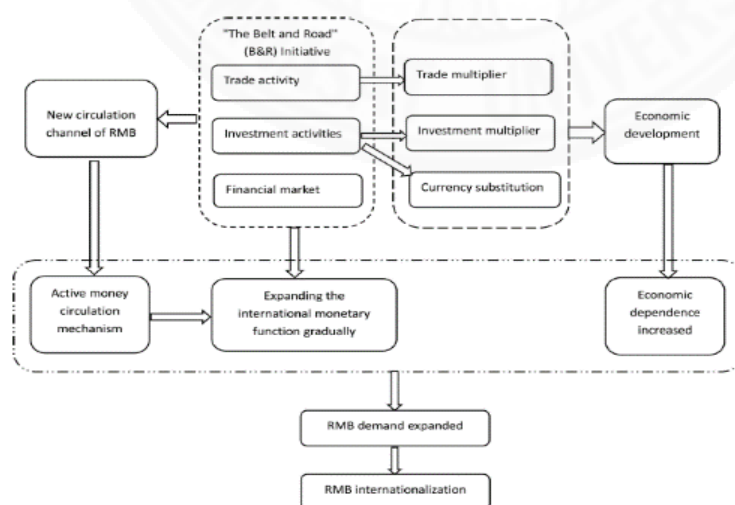 "The Belt and Road"
(B&R) Initiative
Trade activity
Trade multiplier
New circulation
channel of RMB
Investment activities
Investment multiplier
Economic
development
Financial market
Currency substitution
Active money
circulation
mechanism
Expanding the
international monetary
function gradually
Economic
dependence
increased
RMB demand expanded
RMB internationalization